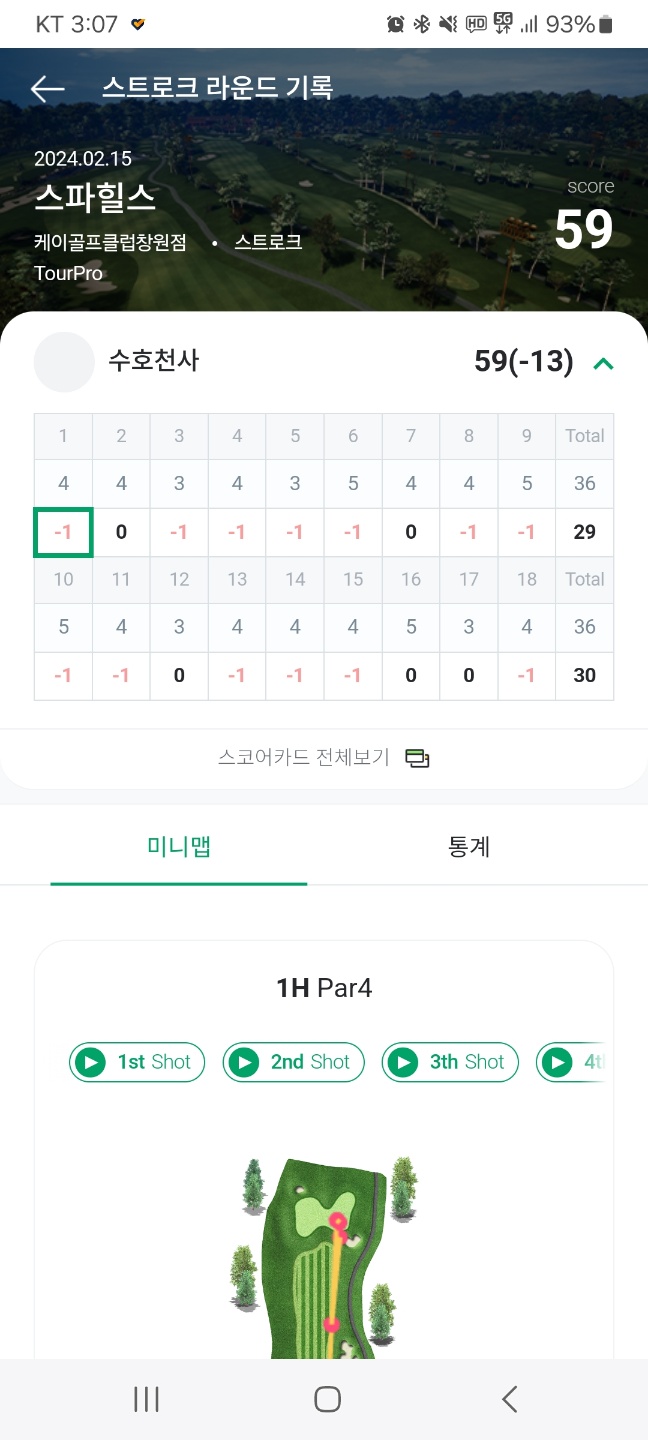 KT 3:07 HD 5G 93%
스트로크 라운드 기록
2024.02.15
스파힐스
score
59
케이골프클럽창원점 • 스트로크
TourPro
수호천사 59(-13)
1 2 3 4 5 6 7 8 9 Total
4 4 3 4 3 5 4 4 5 36
-1 0 -1 -1 -1 -1 0 -1 -1 29
10 11 12 13 14 15 16 17 18 Total
5 4 3 4 4 4 5 3 4 36
-1 -1 0 -1 -1 -1 0 0 -1 30
스코어카드 전체보기
미니맵 통계
1H Par4
1st Shot 2nd Shot 3th Shot 4t